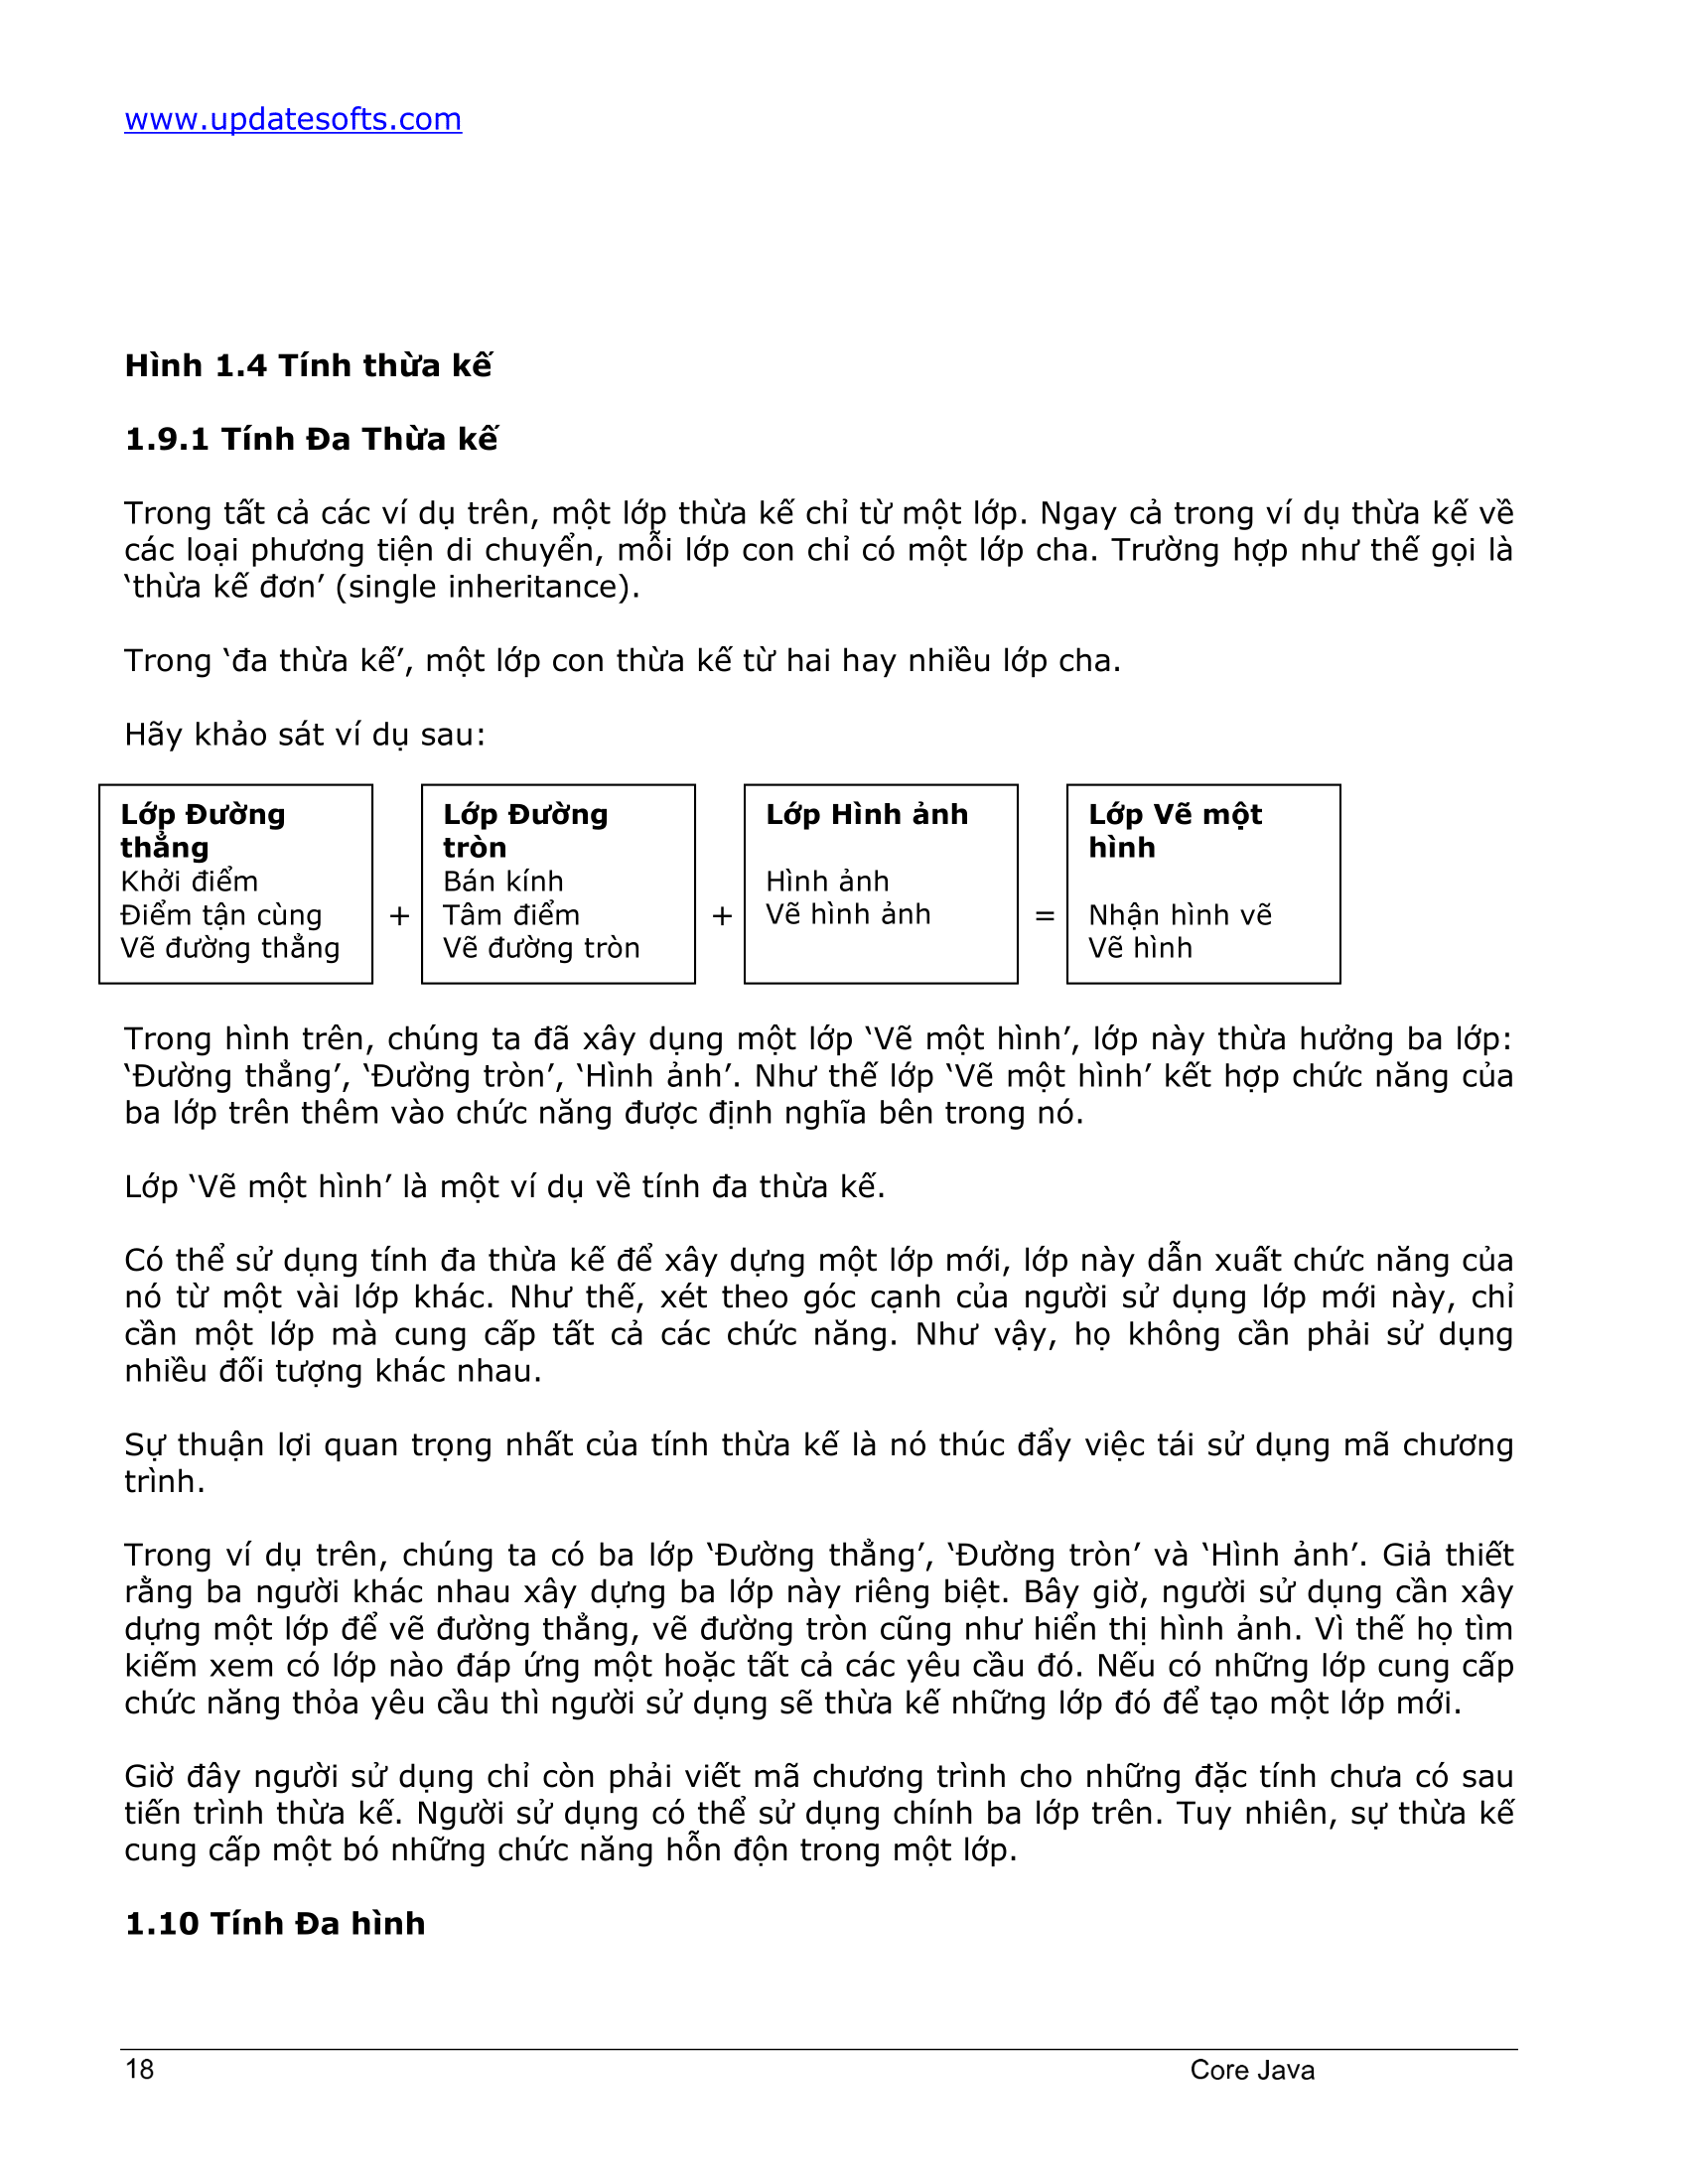 www.updatesofts.com
Hình 1.4 Tính thừa kế
1.9.1 Tính Đa Thừa kế
Trong tất cả các ví dụ trên, một lớp thừa kế chỉ từ một lớp. Ngay cả trong ví dụ thừa kế về
các loại phương tiện di chuyển, mỗi lớp con chỉ có một lớp cha. Trường hợp như thế gọi là
‘thừa kế đơn’ (single inheritance).
Trong ‘đa thừa kế’, một lớp con thừa kế từ hai hay nhiều lớp cha.
Hãy khảo sát ví dụ sau:
Lớp Đường
thẳng
Khởi điểm
Điểm tận cùng
Vẽ đường thẳng
+
Lớp Đường
tròn
Bán kính
Tâm điểm
Vẽ đường tròn
+
Lớp Hình ảnh
Hình ảnh
Vẽ hình ảnh
=
Lớp Vẽ một
hình
Nhận hình vẽ
Vẽ hình
Trong hình trên, chúng ta đã xây dụng một lớp ‘Vẽ một hình’, lớp này thừa hưởng ba lớp:
‘Đường thẳng’, ‘Đường tròn’, ‘Hình ảnh’. Như thế lớp ‘Vẽ một hình’ kết hợp chức năng của
ba lớp trên thêm vào chức năng được định nghĩa bên trong nó.
Lớp ‘Vẽ một hình’ là một ví dụ về tính đa thừa kế.
Có thể sử dụng tính đa thừa kế để xây dựng một lớp mới, lớp này dẫn xuất chức năng của
nó từ một vài lớp khác. Như thế, xét theo góc cạnh của người sử dụng lớp mới này, chỉ
cần một lớp mà cung cấp tất cả các chức năng. Như vậy, họ không cần phải sử dụng
nhiều đối tượng khác nhau.
Sự thuận lợi quan trọng nhất của tính thừa kế là nó thúc đẩy việc tái sử dụng mã chương
trình.
Trong ví dụ trên, chúng ta có ba lớp ‘Đường thẳng’, ‘Đường tròn’ và ‘Hình ảnh’. Giả thiết
rằng ba người khác nhau xây dựng ba lớp này riêng biệt. Bây giờ, người sử dụng cần xây
dựng một lớp để vẽ đường thẳng, vẽ đường tròn cũng như hiển thị hình ảnh. Vì thế họ tìm
kiếm xem có lớp nào đáp ứng một hoặc tất cả các yêu cầu đó. Nếu có những lớp cung cấp
chức năng thỏa yêu cầu thì người sử dụng sẽ thừa kế những lớp đó để tạo một lớp mới.
Giờ đây người sử dụng chỉ còn phải viết mã chương trình cho những đặc tính chưa có sau
tiến trình thừa kế. Người sử dụng có thể sử dụng chính ba lớp trên. Tuy nhiên, sự thừa kế
cung cấp một bó những chức năng hỗn độn trong một lớp.
1.10 Tính Đa hình
18 Core Java